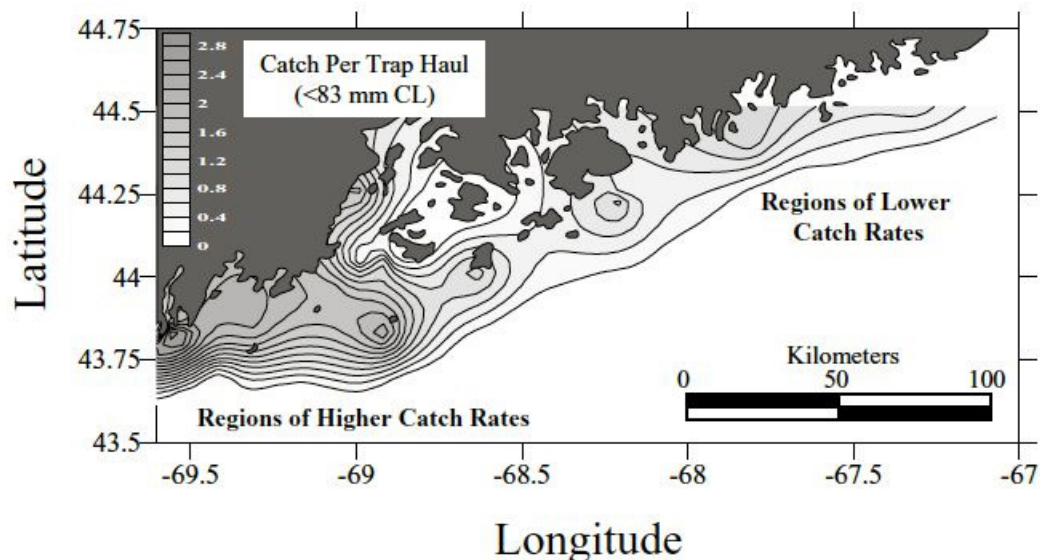 44.75
2.8
2.4
2
1.6
1.2
0.8
0.4
0
Catch Per Trap Haul
(<83 mm CL)
44.5
44.25
44
43.75
43.5
Latitude
Regions of Lower
Catch Rates
Kilometers
0 50 100
Regions of Higher Catch Rates
-69.5 -69 -68.5 -68 -67.5 -67
Longitude